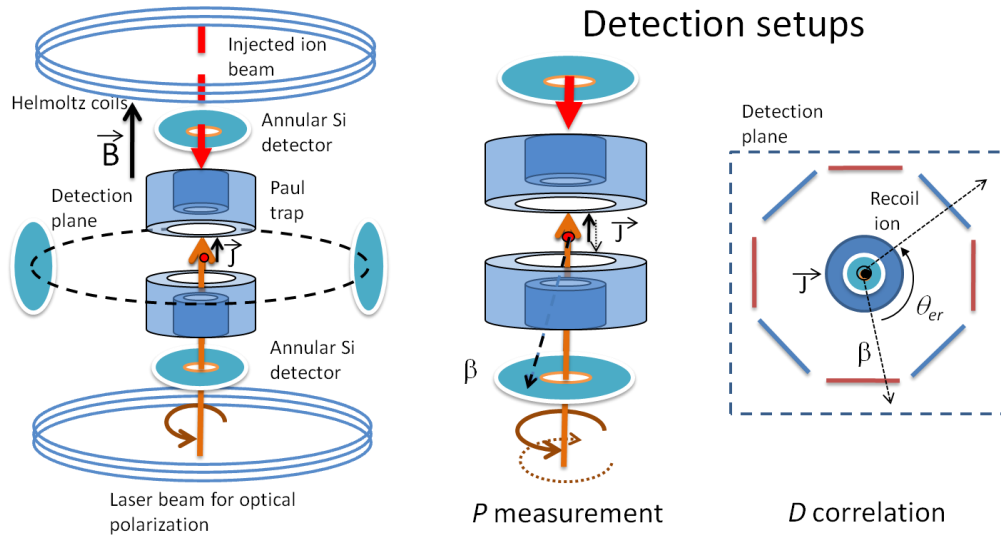 Detection setups
Injected ion
beam
Helmoltz coils
B
Annular Si
detector
Detection
plane
Paul
trap
J
Annular Si
detector
Laser beam for optical
polarization
J
β
P measurement
Detection
plane
Recoil
ion
J
θer
β
D correlation